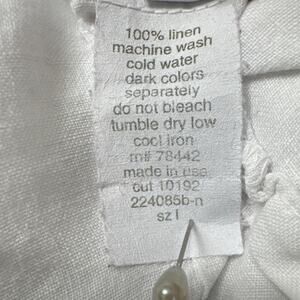 100% linen
machine wash
cold water
dark colors
separately
do not bleach
tumble dry low
cool iron
rn# 78442
made in usa
cut 10192
224085b-n
sz l